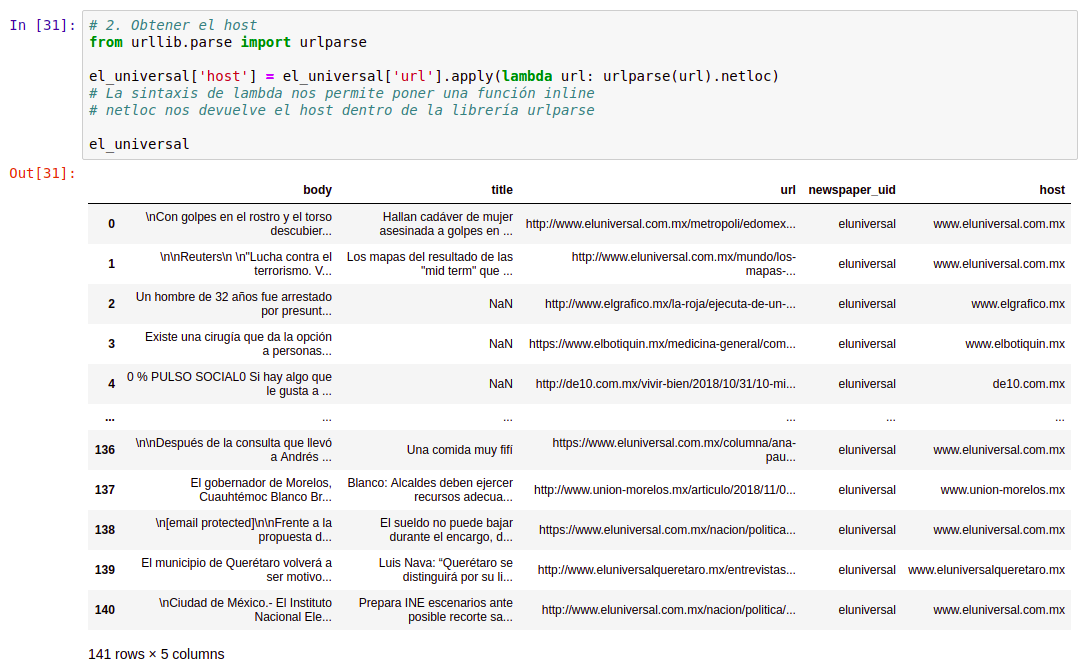 In [31]: # 2. Obtener el host
from urllib.parse import urlparse
el_universal['host'] = el_universal['url'].apply(lambda url: urlparse(url).netloc)
# La sintaxis de lambda nos permite poner una función inline
# netloc nos devuelve el host dentro de la librería urlparse
el_universal
Out[31]:
body title url newspaper_uid host
0 \nCon golpes en el rostro y el torso descubier... Hallan cadáver de mujer asesinada a golpes en ... http://www.eluniversal.com.mx/metropoli/edomex... eluniversal www.eluniversal.com.mx
1 \n\nReuters\n \n"Lucha contra el terrorismo. V... Los mapas del resultado de las "mid term" que ... http://www.eluniversal.com.mx/mundo/los-mapas-... eluniversal www.eluniversal.com.mx
2 Un hombre de 32 años fue arrestado por presunt... NaN http://www.elgrafico.mx/la-roja/ejecuta-de-un-... eluniversal www.elgrafico.mx
3 Existe una cirugía que da la opción a personas... NaN https://www.elbotiquin.mx/medicina-general/com... eluniversal www.elbotiquin.mx
4 0 % PULSO SOCIAL0 Si hay algo que le gusta a ... NaN http://de10.com.mx/vivir-bien/2018/10/31/10-mi... eluniversal de10.com.mx
... ... ... ... ... ...
136 \n\nDespués de la consulta que llevó a Andrés ... Una comida muy fifí https://www.eluniversal.com.mx/columna/ana-pau... eluniversal www.eluniversal.com.mx
137 El gobernador de Morelos, Cuauhtémoc Blanco Br... Blanco: Alcaldes deben ejercer recursos adecua... http://www.union-morelos.mx/articulo/2018/11/0... eluniversal www.union-morelos.mx
138 \n[email protected]\n\nFrente a la propuesta d... El sueldo no puede bajar durante el encargo, d... https://www.eluniversal.com.mx/nacion/politica... eluniversal www.eluniversal.com.mx
139 El municipio de Querétaro volverá a ser motivo... Luis Nava: “Querétaro se distinguirá por su li... http://www.eluniversalqueretaro.mx/entrevistas... eluniversal www.eluniversalqueretaro.mx
140 \nCiudad de México.- El Instituto Nacional Ele... Prepara INE escenarios ante posible recorte sa... http://www.eluniversal.com.mx/nacion/politica/... eluniversal www.eluniversal.com.mx
141 rows × 5 columns